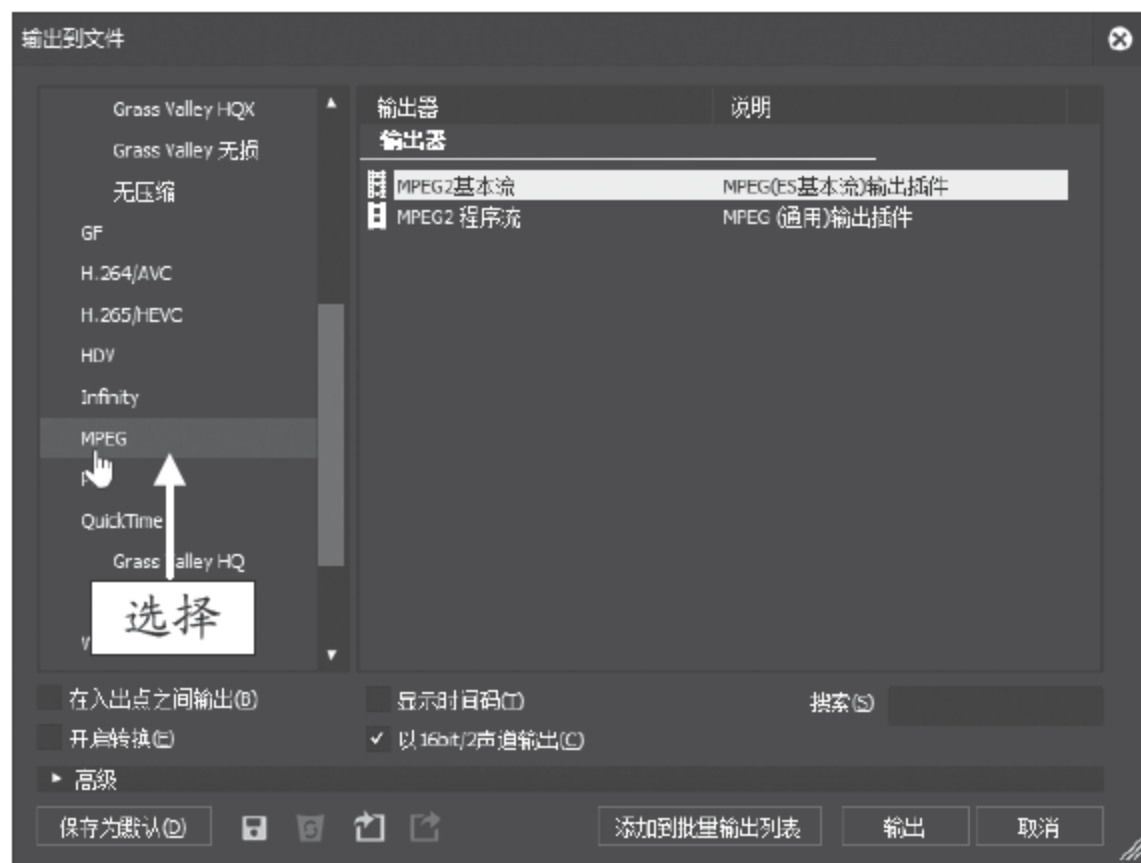 输出到文件
Grass Valley HQX
Grass Valley 无损
无压缩
GF
H.264/AVC
H.265/HEVC
HDV
Infinity
MPEG
QuickTime
Grass Valley HQ
选择
输出器 说明
输出器
MPEG2基本流 MPEG(ES基本流)输出插件
MPEG2 程序流 MPEG (通用)输出插件
在入出点之间输出(B) 显示时间码(T) 搜索(S)
开启转换(E) 以16bit/2声道输出(C)
高级
保存为默认(D) 添加到批量输出列表 输出 取消